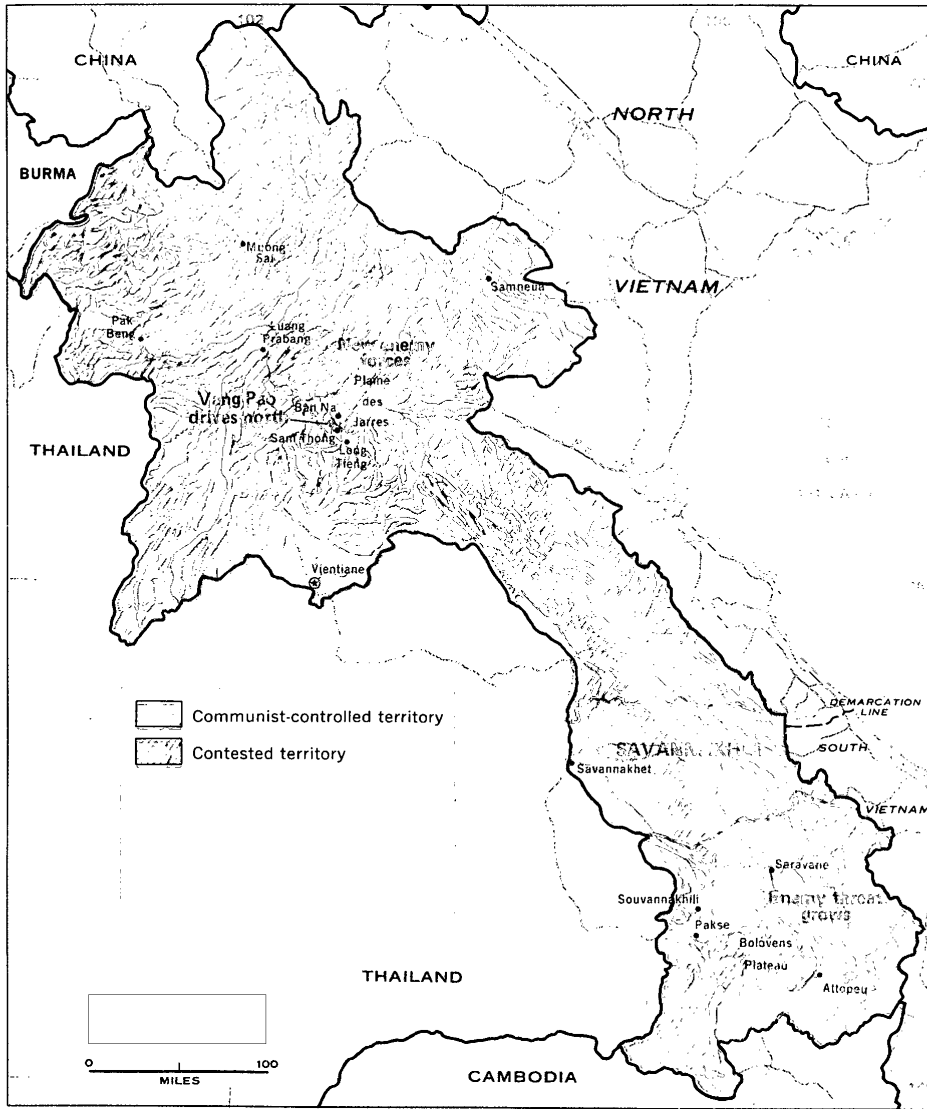 102
CHINA
CHINA
NORTH
BURMA
Muong
Sai
Samneua
VIETNAM
Pak
Beng
Luang
Prabang
New enemy
forces
Plaine
des
Jarres
Vang Pao
drives north
Ban Na
Sam Thong
Long
Tieng
THAILAND
Vientiane
Communist-controlled territory
Contested territory
DEMARCATION
LINE
SOUTH
VIETNAM
SAVANNAKHET
Savannakhet
Saravane
Enemy threat
grows
Souvannakhili
Pakse
Bolovens
Plateau
Attopeu
THAILAND
CAMBODIA
0 100
MILES